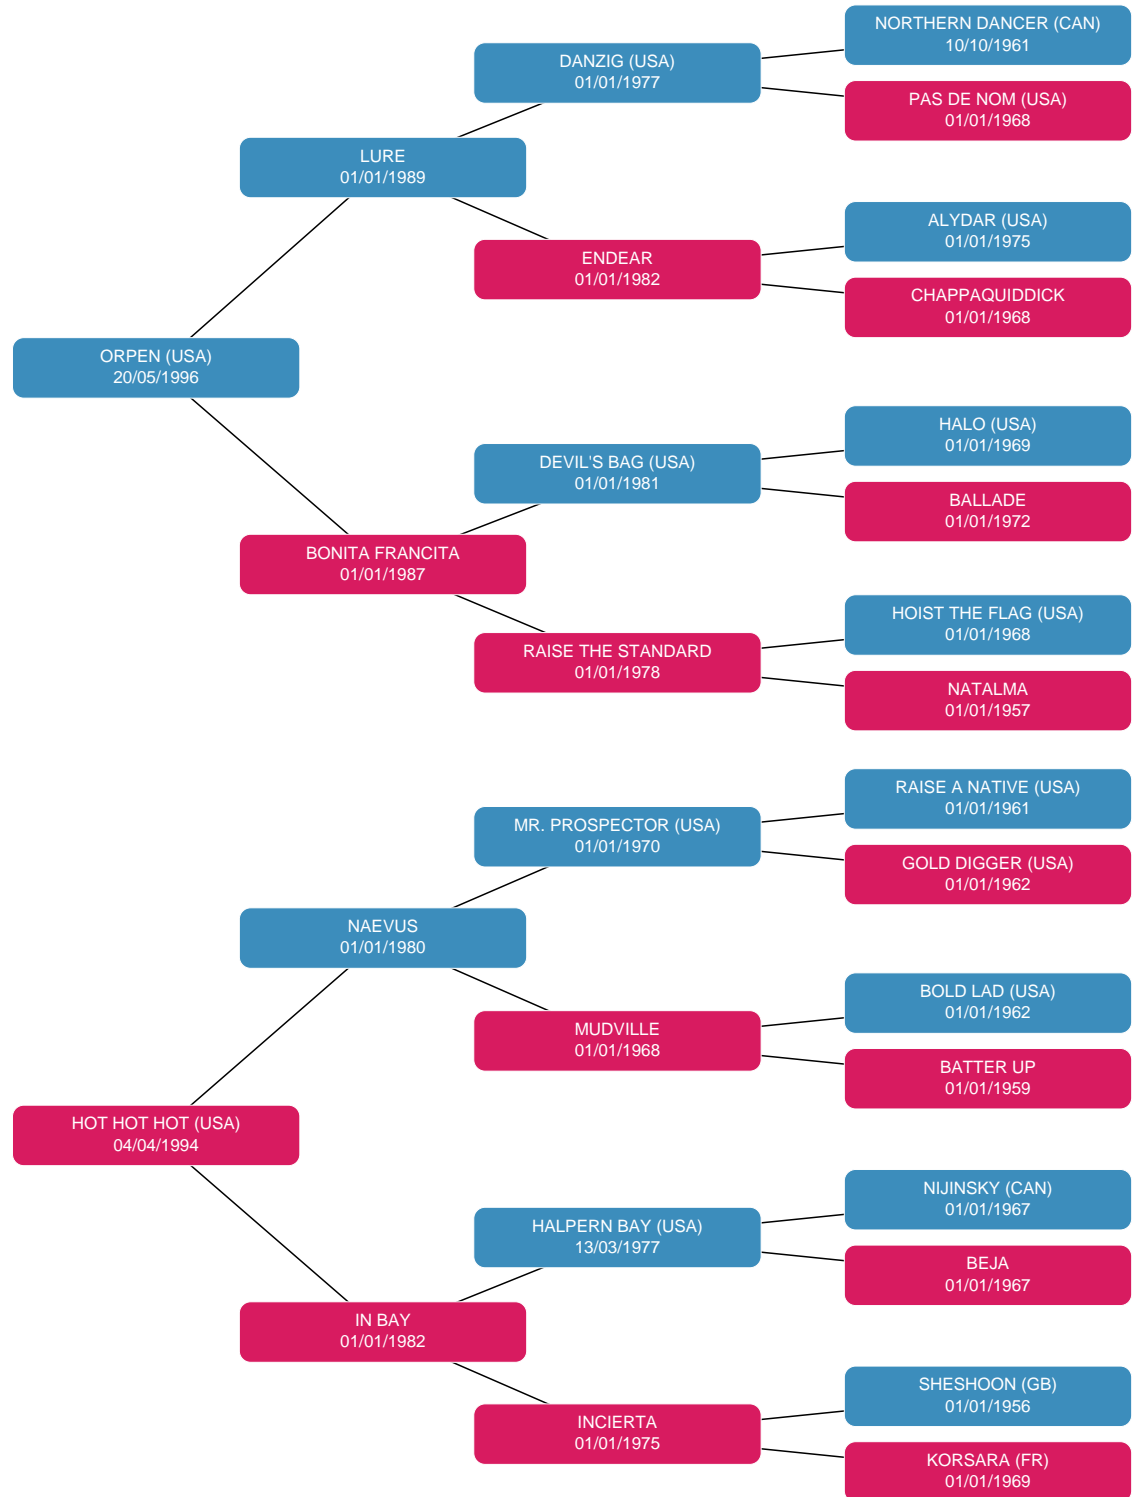 NORTHERN DANCER (CAN)
10/10/1961
DANZIG (USA)
01/01/1977
PAS DE NOM (USA)
01/01/1968
LURE
01/01/1989
ALYDAR (USA)
01/01/1975
ENDEAR
01/01/1982
CHAPPAQUIDDICK
01/01/1968
ORPEN (USA)
20/05/1996
HALO (USA)
01/01/1969
DEVIL'S BAG (USA)
01/01/1981
BALLADE
01/01/1972
BONITA FRANCITA
01/01/1987
HOIST THE FLAG (USA)
01/01/1968
RAISE THE STANDARD
01/01/1978
NATALMA
01/01/1957
RAISE A NATIVE (USA)
01/01/1961
MR. PROSPECTOR (USA)
01/01/1970
GOLD DIGGER (USA)
01/01/1962
NAEVUS
01/01/1980
BOLD LAD (USA)
01/01/1962
MUDVILLE
01/01/1968
BATTER UP
01/01/1959
HOT HOT HOT (USA)
04/04/1994
NIJINSKY (CAN)
01/01/1967
HALPERN BAY (USA)
13/03/1977
BEJA
01/01/1967
IN BAY
01/01/1982
SHESHOON (GB)
01/01/1956
INCIERTA
01/01/1975
KORSARA (FR)
01/01/1969